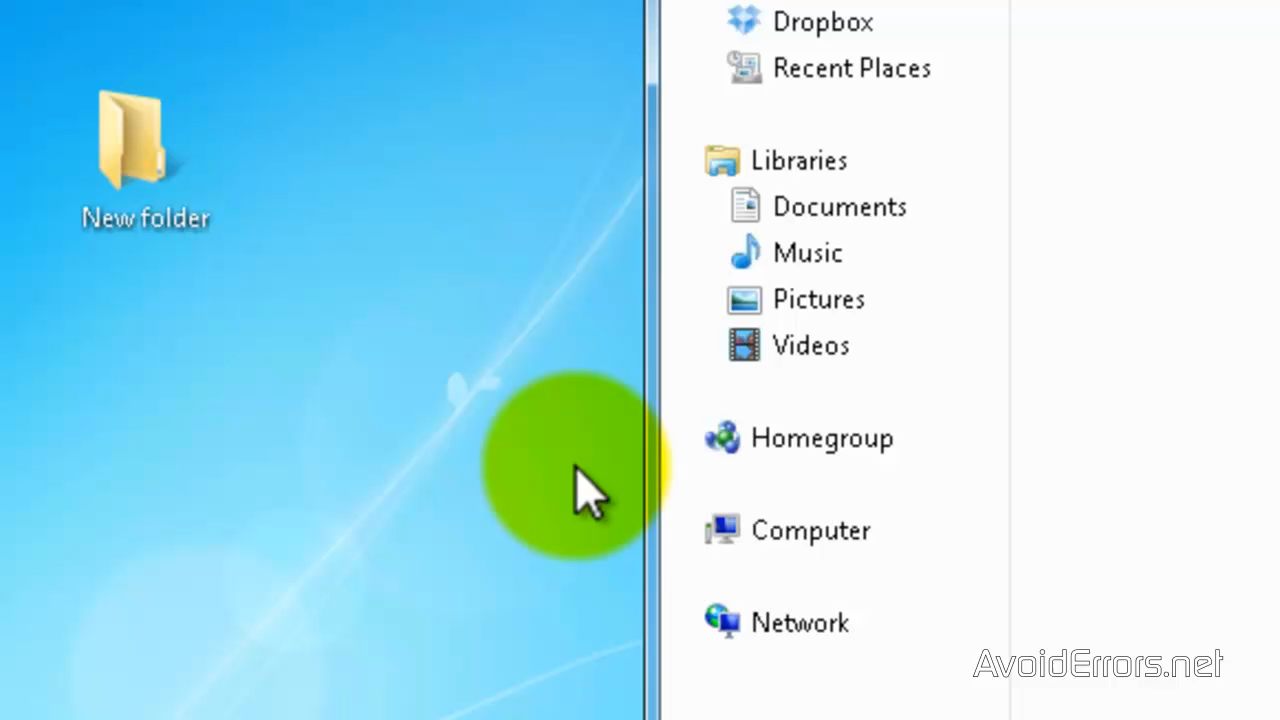 New folder
Dropbox
Recent Places
Libraries
Documents
Music
Pictures
Videos
Homegroup
Computer
Network
AvoidErrors.net